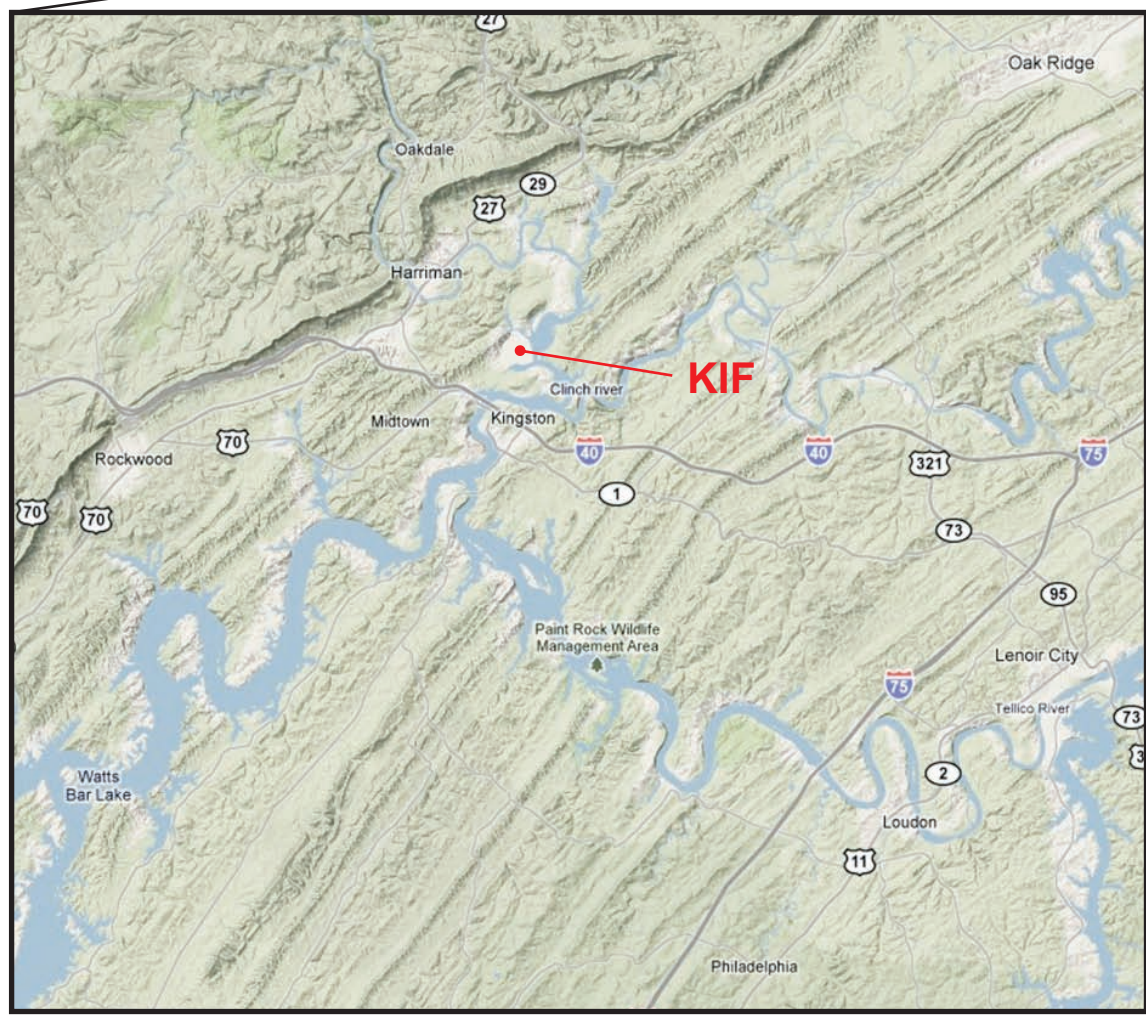 27
Oak Ridge
Oakdale
29
27
Harriman
KIF
Clinch river
Midtown
Kingston
70
Rockwood
40
40
321
75
1
70
70
73
95
Paint Rock Wildlife
Management Area
Lenoir City
75
Tellico River
73
3
Watts
Bar Lake
2
Loudon
11
Philadelphia